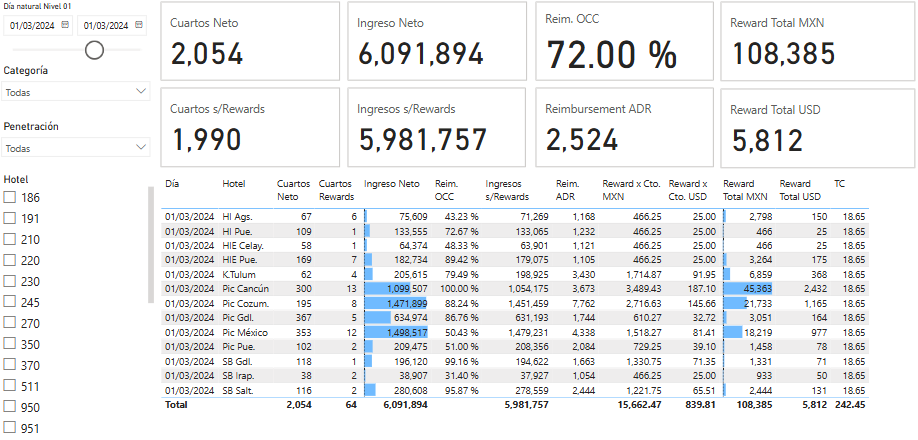 Día natural Nivel 01
01/03/2024 01/03/2024
Categoría
Todas
Penetración
Todas
Hotel
186
191
210
220
230
245
270
350
370
511
950
951
Cuartos Neto
2,054
Ingreso Neto
6,091,894
Reim. OCC
72.00 %
Reward Total MXN
108,385
Cuartos s/Rewards
1,990
Ingresos s/Rewards
5,981,757
Reimbursement ADR
2,524
Reward Total USD
5,812
Día Hotel Cuartos Neto Cuartos Rewards Ingreso Neto Reim. OCC Ingresos s/Rewards Reim. ADR Reward x Cto. MXN Reward x Cto. USD Reward Total MXN Reward Total USD TC
01/03/2024 HI Ags. 67 6 75,609 43.23 % 71,269 1,168 466.25 25.00 2,798 150 18.65
01/03/2024 HI Pue. 109 1 133,555 72.67 % 133,065 1,232 466.25 25.00 466 25 18.65
01/03/2024 HIE Celay. 58 1 64,374 48.33 % 63,901 1,121 466.25 25.00 466 25 18.65
01/03/2024 HIE Pue. 169 7 182,734 89.42 % 179,075 1,105 466.25 25.00 3,264 175 18.65
01/03/2024 K.Tulum 62 4 205,615 79.49 % 198,925 3,430 1,714.87 91.95 6,859 368 18.65
01/03/2024 Pic Cancún 300 13 1,099,507 100.00 % 1,054,175 3,673 3,489.43 187.10 45,363 2,432 18.65
01/03/2024 Pic Cozum. 195 8 1,471,899 88.24 % 1,451,459 7,762 2,716.63 145.66 21,733 1,165 18.65
01/03/2024 Pic Gdl. 367 5 634,974 86.76 % 631,193 1,744 610.27 32.72 3,051 164 18.65
01/03/2024 Pic México 353 12 1,498,517 50.43 % 1,479,231 4,338 1,518.27 81.41 18,219 977 18.65
01/03/2024 Pic Pue. 102 2 209,475 51.00 % 208,356 2,084 729.25 39.10 1,458 78 18.65
01/03/2024 SB Gdl. 118 1 196,120 99.16 % 194,622 1,663 1,330.75 71.35 1,331 71 18.65
01/03/2024 SB Irap. 38 2 38,907 31.40 % 37,927 1,054 466.25 25.00 933 50 18.65
01/03/2024 SB Salt. 116 2 280,608 95.87 % 278,559 2,444 1,221.75 65.51 2,444 131 18.65
Total 2,054 64 6,091,894 5,981,757 15,662.47 839.81 108,385 5,812 242.45